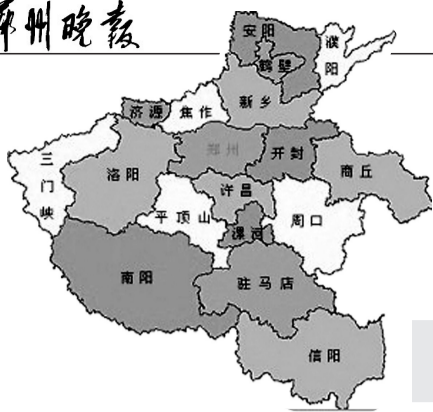 郑州晚报
安阳
濮阳
鹤壁
新乡
济源
焦作
郑州
开封
商丘
三门峡
洛阳
许昌
平顶山
周口
漯河
南阳
驻马店
信阳